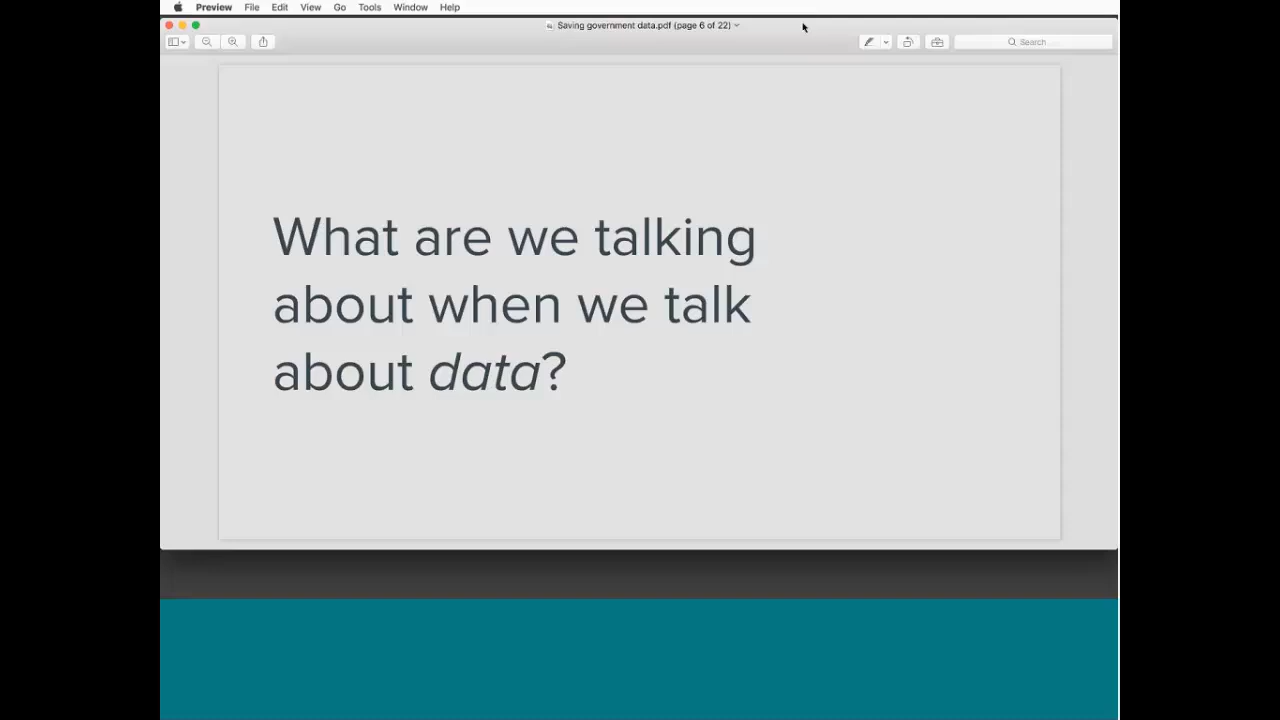 Preview File Edit View Go Tools Window Help
Saving government data.pdf (page 6 of 22)
Search
What are we talking
about when we talk
about data?